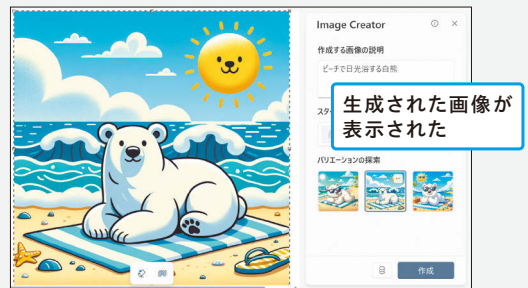 Image Creator
作成する画像の説明
ビーチで日光浴する白熊
スタ
生成された画像が
表示された
バリエーションの探索
作成